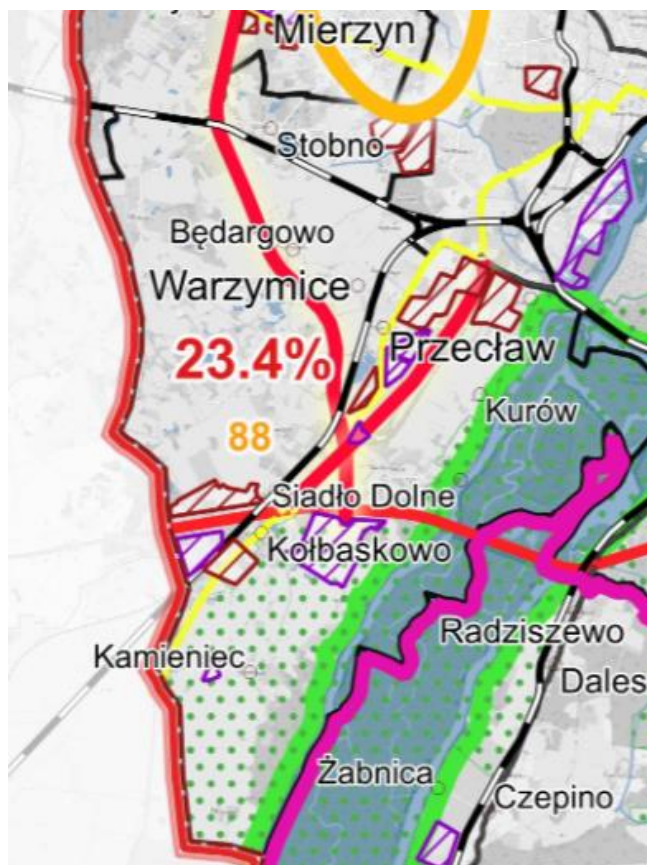 Mierzyn
Stobno
Będargowo
Warzymice
23.4%
Przecław
88
Kurów
Siadło Dolne
Kołbaskowo
Radziszewo
Kamieniec
Dales
Żabnica
Czepino